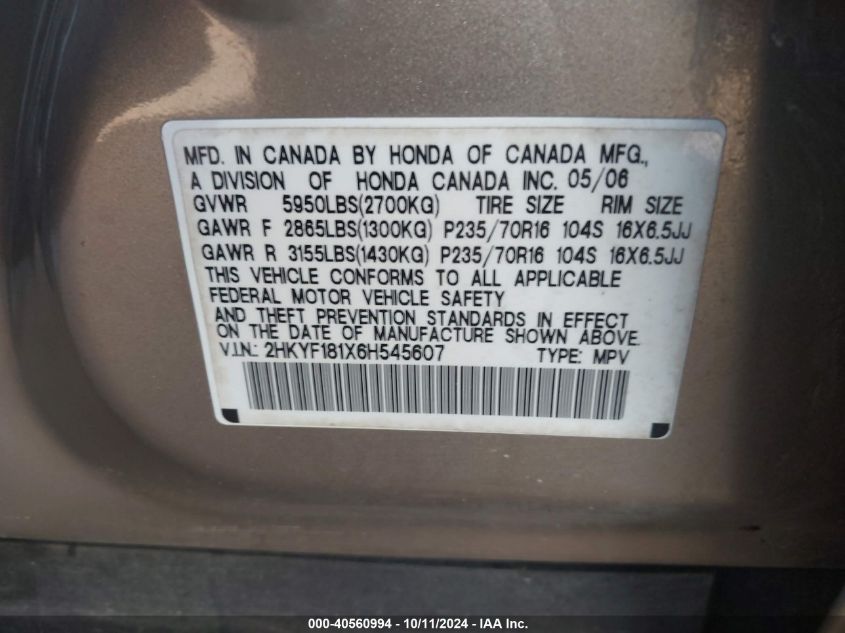 MFD. IN CANADA BY HONDA OF CANADA MFG.,
A DIVISION OF HONDA CANADA INC. 05/06
GVWR 5950LBS(2700KG) TIRE SIZE RIM SIZE
GAWR F 2865LBS(1300KG) P235/70R16 104S 16X6.5JJ
GAWR R 3155LBS(1430KG) P235/70R16 104S 16X6.5JJ
THIS VEHICLE CONFORMS TO ALL APPLICABLE
FEDERAL MOTOR VEHICLE SAFETY
AND THEFT PREVENTION STANDARDS IN EFFECT
ON THE DATE OF MANUFACTURE SHOWN ABOVE.
V.I.N.: 2HKYF181X6H545607 TYPE: MPV
000-40560994 - 10/11/2024 - IAA Inc.